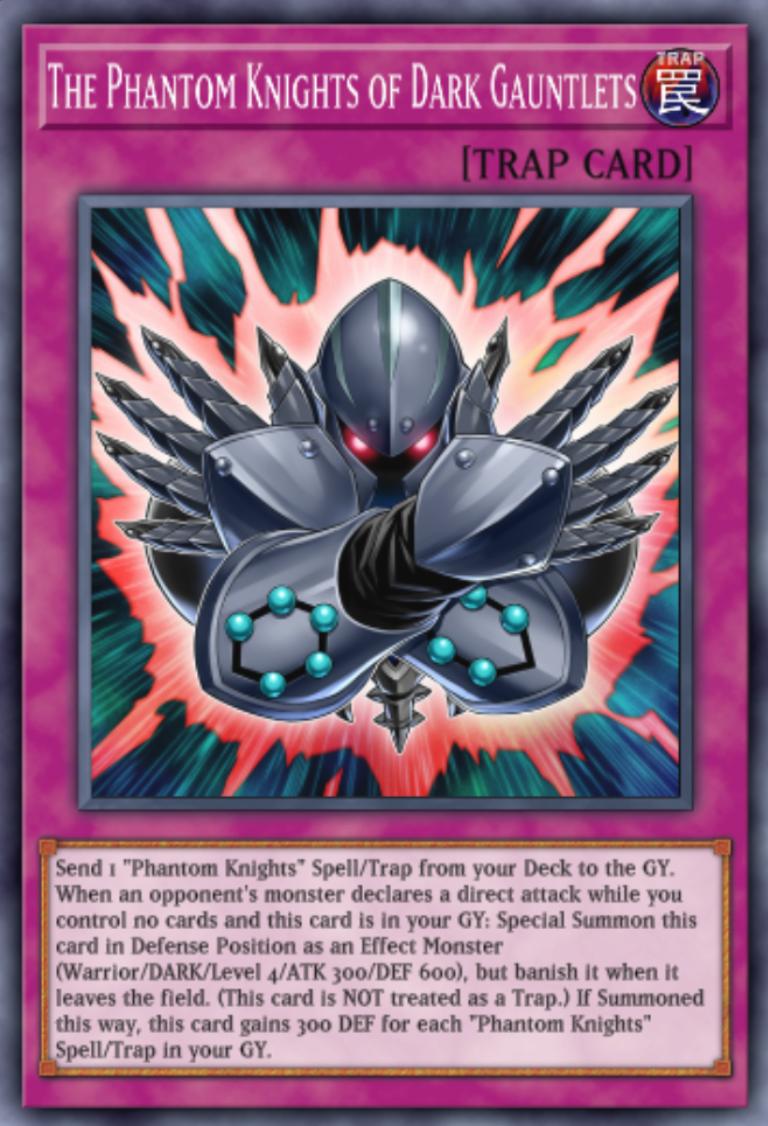 The Phantom Knights of Dark Gauntlets
TRAP
罠
[TRAP CARD]
Send 1 "Phantom Knights" Spell/Trap from your Deck to the GY.
When an opponent's monster declares a direct attack while you
control no cards and this card is in your GY: Special Summon this
card in Defense Position as an Effect Monster
(Warrior/DARK/Level 4/ATK 300/DEF 600), but banish it when it
leaves the field. (This card is NOT treated as a Trap.) If Summoned
this way, this card gains 300 DEF for each "Phantom Knights"
Spell/Trap in your GY.